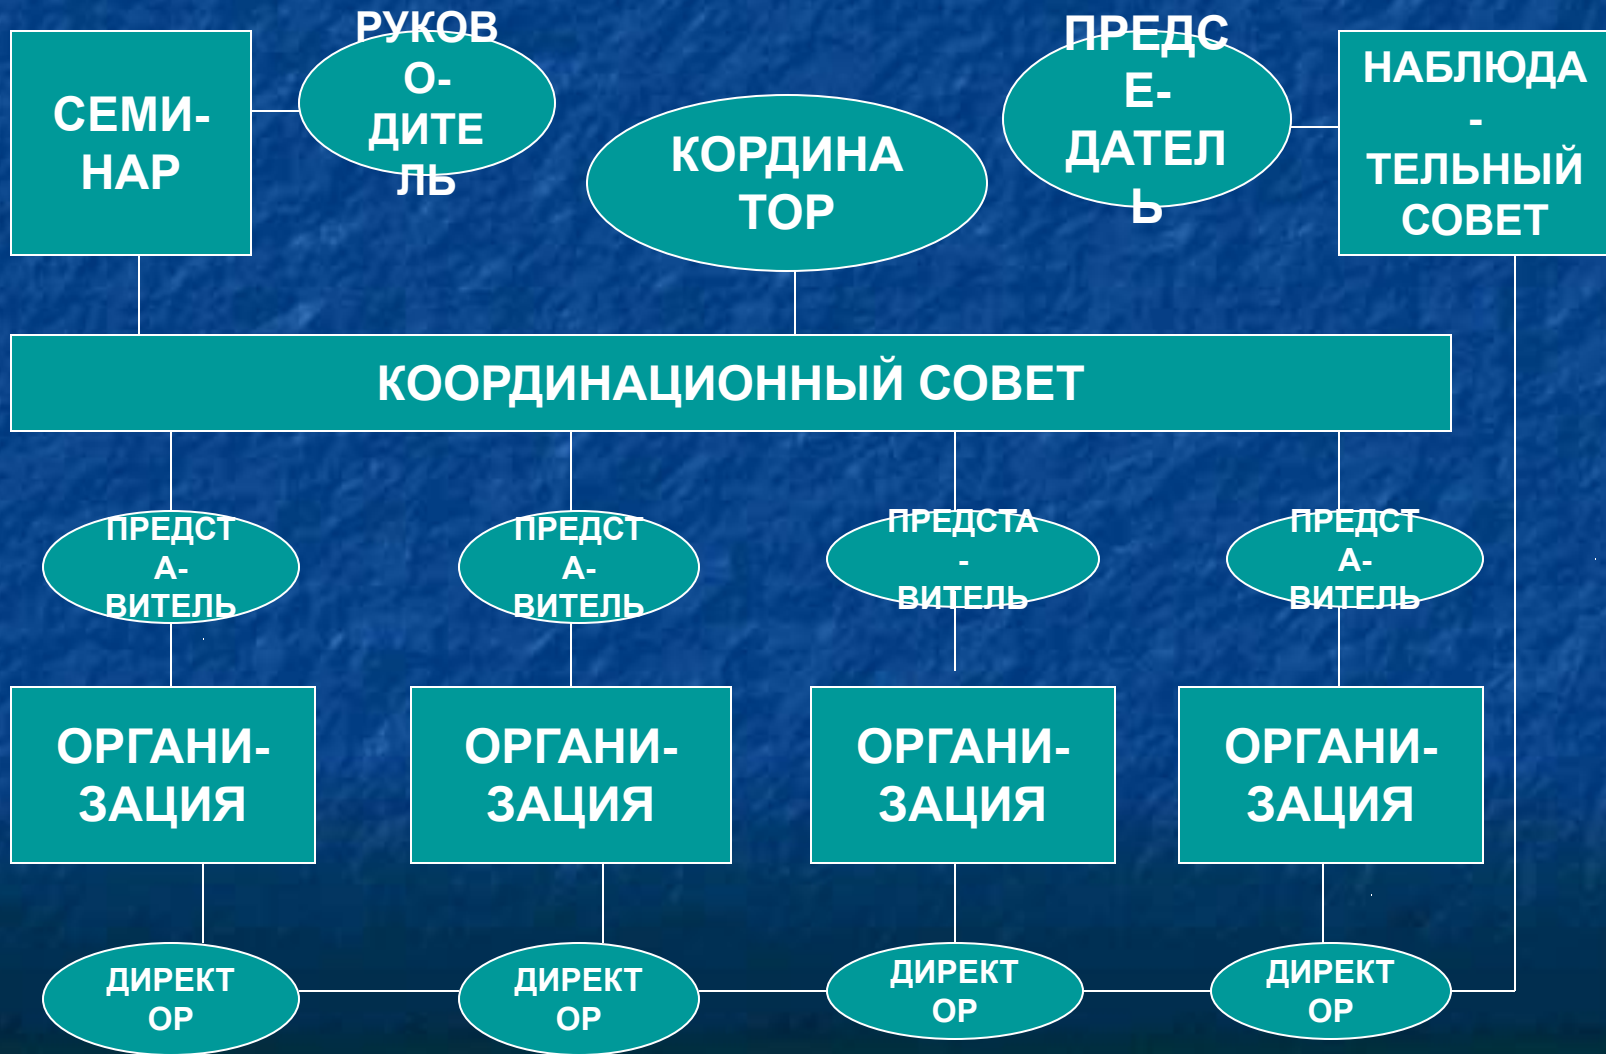 СЕМИ-
НАР
РУКОВ
О-
ДИТЕ
ЛЬ
КОРДИНА
ТОР
ПРЕДС
Е-
ДАТЕЛ
Ь
НАБЛЮДА
-
ТЕЛЬНЫЙ
СОВЕТ
КООРДИНАЦИОННЫЙ СОВЕТ
ПРЕДСТ
А-
ВИТЕЛЬ
ПРЕДСТ
А-
ВИТЕЛЬ
ПРЕДСТА
-
ВИТЕЛЬ
ПРЕДСТ
А-
ВИТЕЛЬ
ОРГАНИ-
ЗАЦИЯ
ОРГАНИ-
ЗАЦИЯ
ОРГАНИ-
ЗАЦИЯ
ОРГАНИ-
ЗАЦИЯ
ДИРЕКТ
ОР
ДИРЕКТ
ОР
ДИРЕКТ
ОР
ДИРЕКТ
ОР